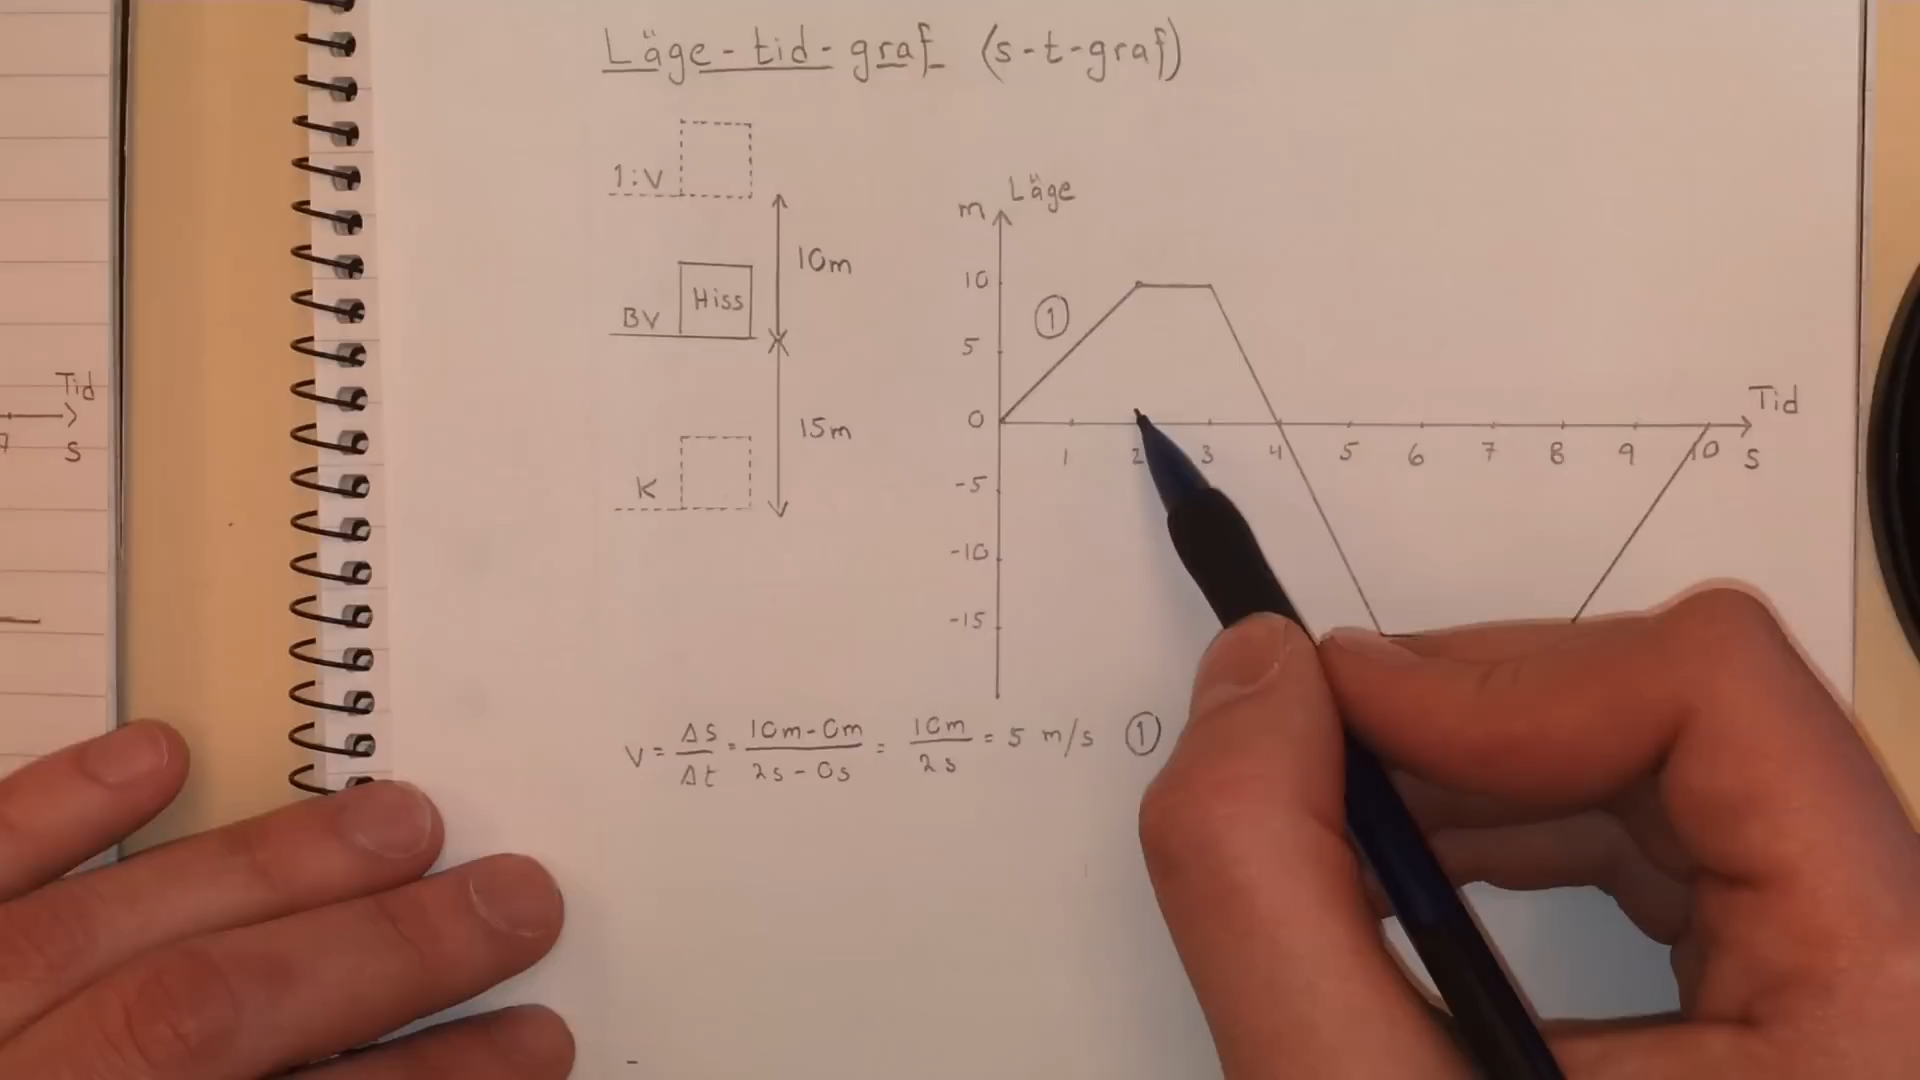 Läge-tid-graf (s-t-graf)
1:V
10m
BV
Hiss
15m
K
m
Läge
10
5
0
-5
-10
-15
1
2
3
4
5
6
7
8
9
10
Tid
s
1
V = Δs/Δt = 10m-0m/2s-0s = 10m/2s = 5 m/s 1
Tid
s